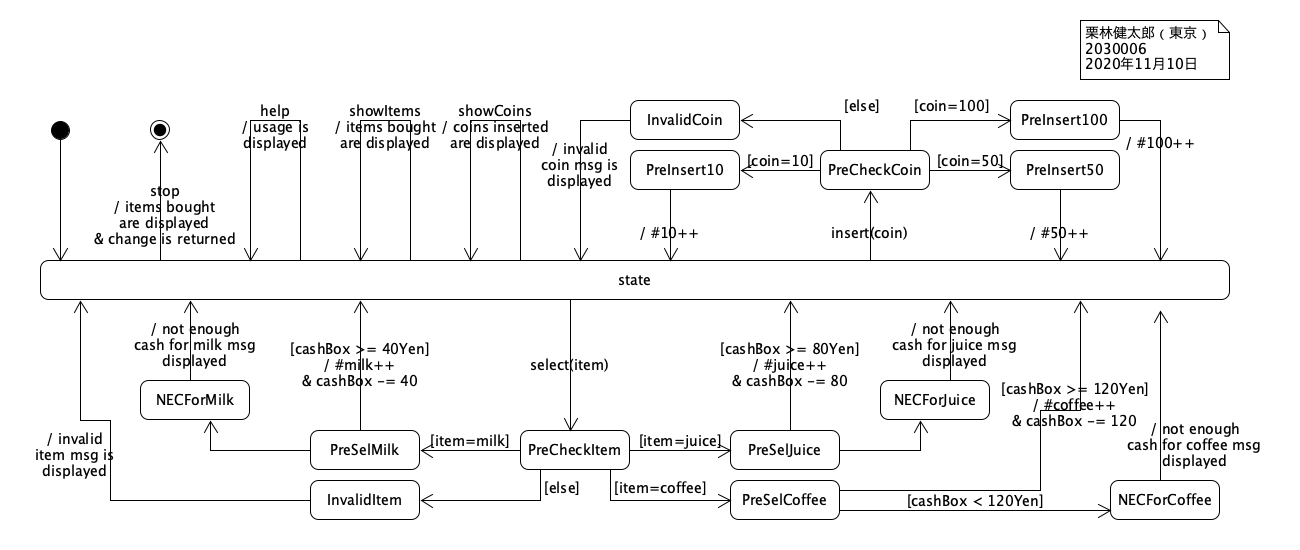 栗林健太郎（東京）
2030006
2020年11月10日
help
/ usage is
displayed
showItems
/ items bought
are displayed
showCoins
/ coins inserted
are displayed
InvalidCoin
[else]
[coin=100]
PreInsert100
/ #100++
stop
/ items bought
are displayed
& change is returned
/ invalid
coin msg is
displayed
PreInsert10
[coin=10]
PreCheckCoin
[coin=50]
PreInsert50
/ #10++
insert(coin)
/ #50++
state
/ not enough
cash for milk msg
displayed
[cashBox >= 40Yen]
/ #milk++
& cashBox -= 40
select(item)
[cashBox >= 80Yen]
/ #juice++
& cashBox -= 80
/ not enough
cash for juice msg
displayed
NECForMilk
NECForJuice
[cashBox >= 120Yen]
/ #coffee++
& cashBox -= 120
/ invalid
item msg is
displayed
PreSelMilk
[item=milk]
PreCheckItem
[item=juice]
PreSelJuice
/ not enough
cash for coffee msg
displayed
InvalidItem
[else]
[item=coffee]
PreSelCoffee
[cashBox < 120Yen]
NECForCoffee